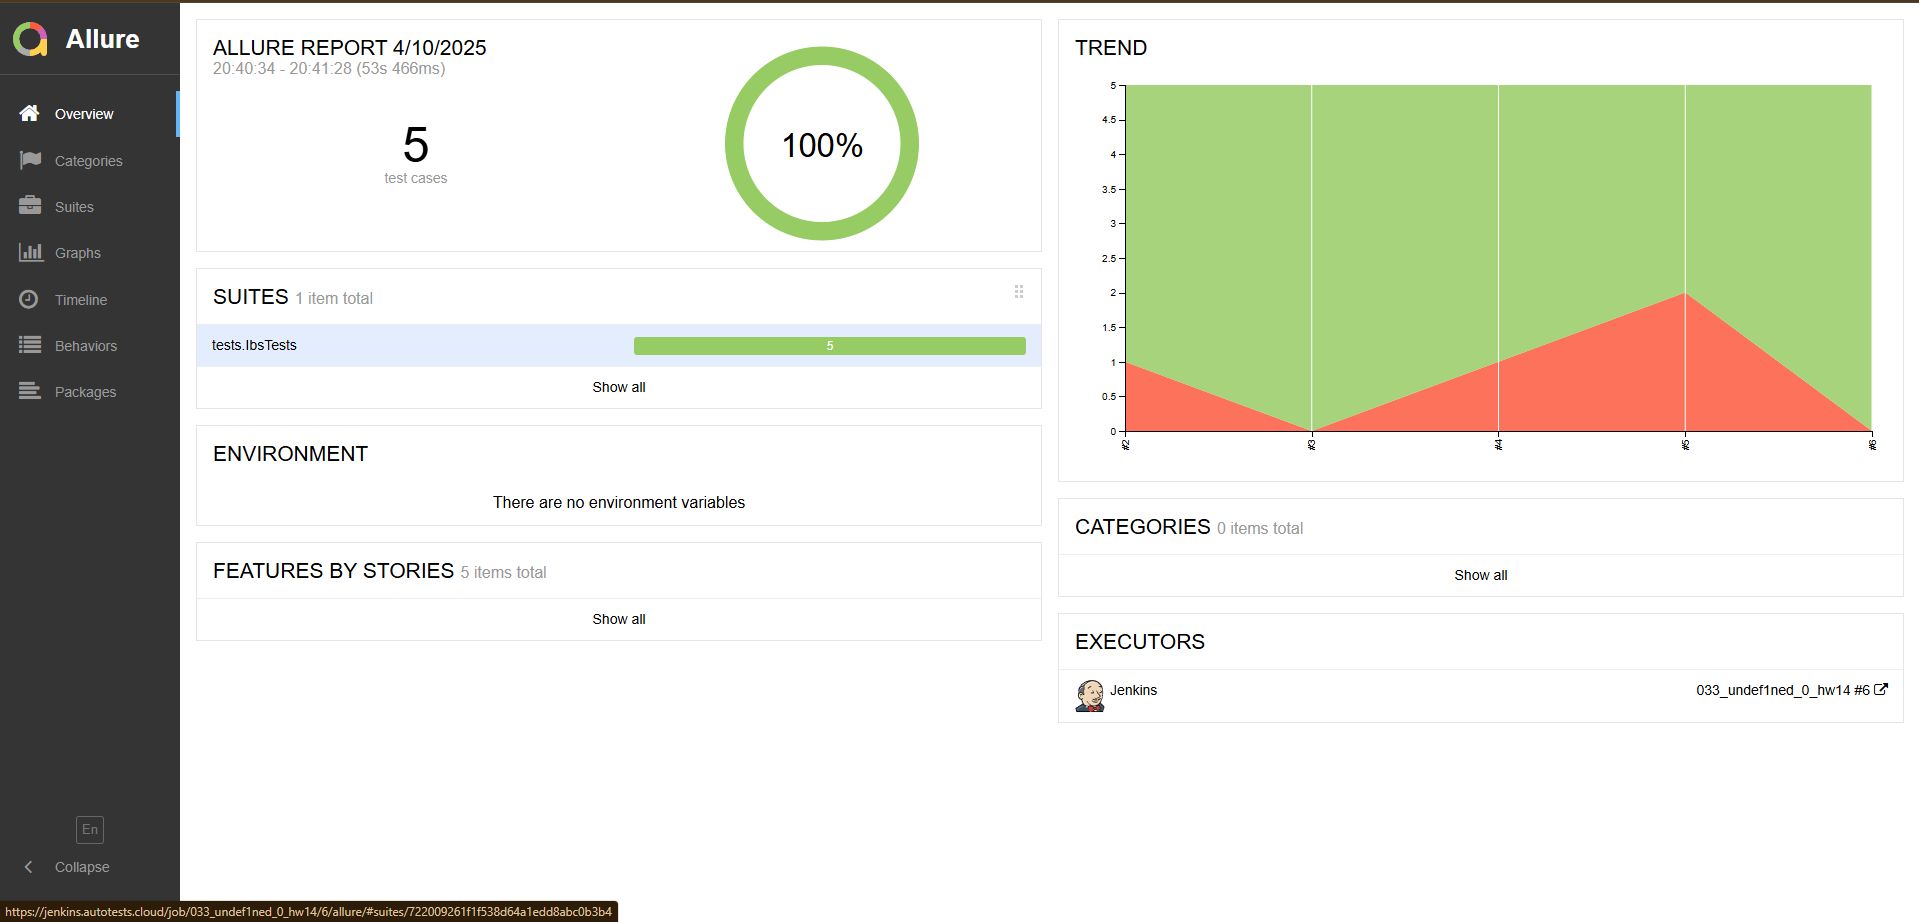 Allure
Overview
Categories
Suites
Graphs
Timeline
Behaviors
Packages
En
Collapse
ALLURE REPORT 4/10/2025
20:40:34 - 20:41:28 (53s 466ms)
5
test cases
100%
SUITES 1 item total
tests.IbsTests
5
Show all
ENVIRONMENT
There are no environment variables
FEATURES BY STORIES 5 items total
Show all
TREND
5
4.5
4
3.5
3
2.5
2
1.5
1
0.5
0
#2
#3
#4
#5
#6
CATEGORIES 0 items total
Show all
EXECUTORS
Jenkins
033_undef1ned_0_hw14 #6
https://jenkins.autotests.cloud/job/033_undef1ned_0_hw14/6/allure/#suites/722009261f1f538d64a1edd8abc0b3b4